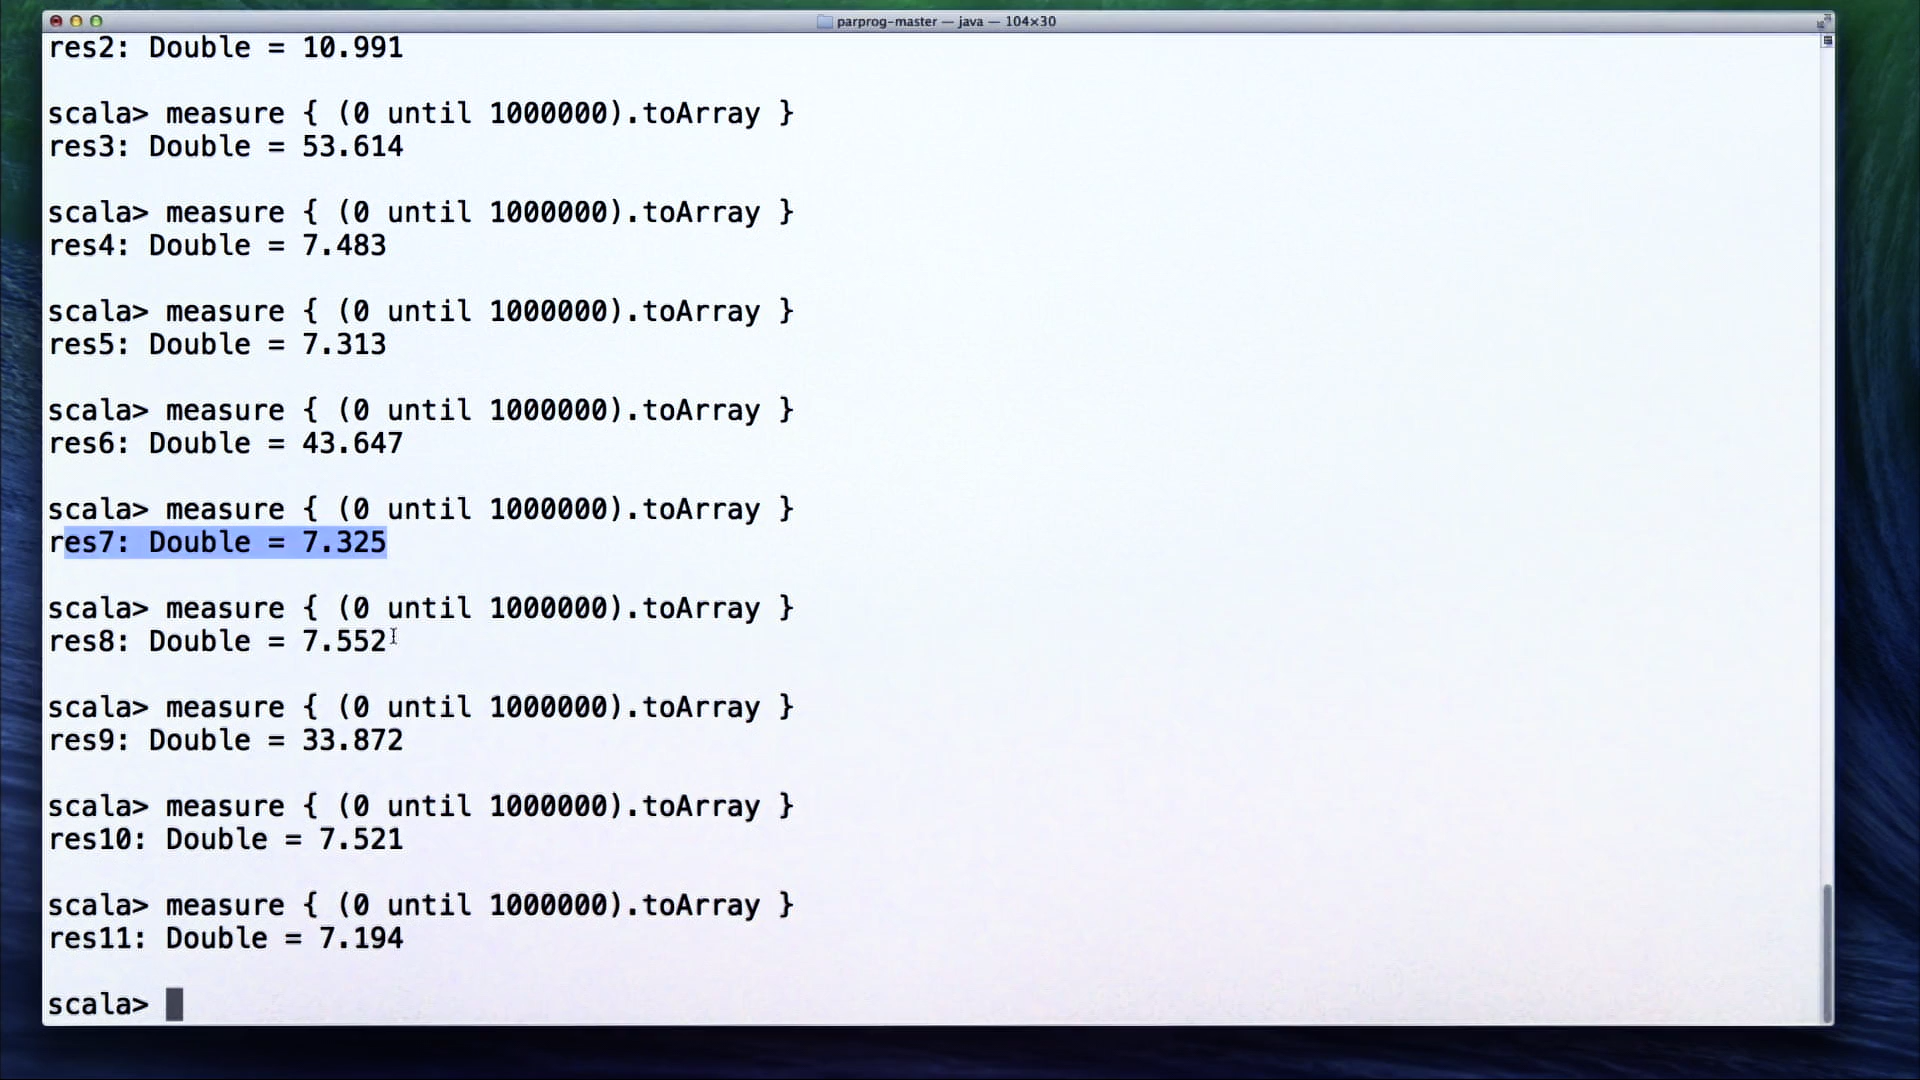 parprog-master — java — 104×30
res2: Double = 10.991
scala> measure { (0 until 1000000).toArray }
res3: Double = 53.614
scala> measure { (0 until 1000000).toArray }
res4: Double = 7.483
scala> measure { (0 until 1000000).toArray }
res5: Double = 7.313
scala> measure { (0 until 1000000).toArray }
res6: Double = 43.647
scala> measure { (0 until 1000000).toArray }
res7: Double = 7.325
scala> measure { (0 until 1000000).toArray }
res8: Double = 7.552
scala> measure { (0 until 1000000).toArray }
res9: Double = 33.872
scala> measure { (0 until 1000000).toArray }
res10: Double = 7.521
scala> measure { (0 until 1000000).toArray }
res11: Double = 7.194
scala>